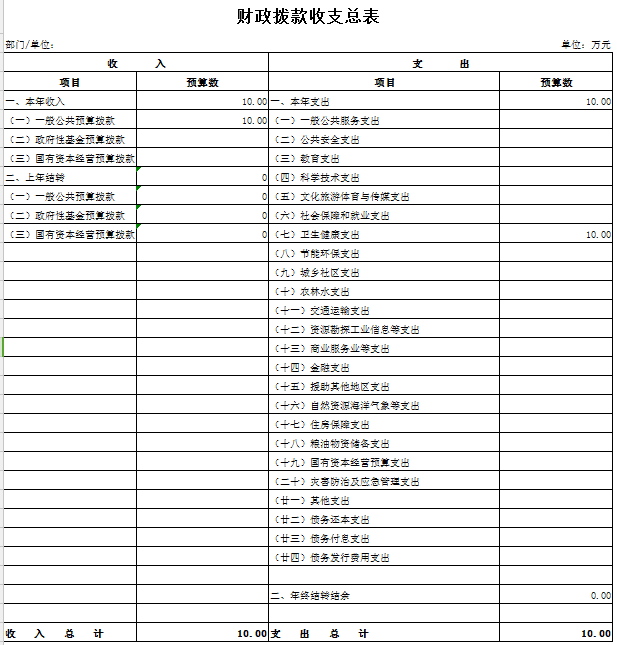 财政拨款收支总表
部门/单位: 单位: 万元
收 入 支 出
项目 预算数 项目 预算数
一、本年收入 10.00 一、本年支出 10.00
（一）一般公共预算拨款 10.00 （一）一般公共服务支出
（二）政府性基金预算拨款 （二）公共安全支出
（三）国有资本经营预算拨款 （三）教育支出
二、上年结转 0 （四）科学技术支出
（一）一般公共预算拨款 0 （五）文化旅游体育与传媒支出
（二）政府性基金预算拨款 0 （六）社会保障和就业支出
（三）国有资本经营预算拨款 0 （七）卫生健康支出 10.00
（八）节能环保支出
（九）城乡社区支出
（十）农林水支出
（十一）交通运输支出
（十二）资源勘探工业信息等支出
（十三）商业服务业等支出
（十四）金融支出
（十五）援助其他地区支出
（十六）自然资源海洋气象等支出
（十七）住房保障支出
（十八）粮油物资储备支出
（十九）国有资本经营预算支出
（二十）灾害防治及应急管理支出
（廿一）其他支出
（廿二）债务还本支出
（廿三）债务付息支出
（廿四）债务发行费用支出
二、年终结转结余 0.00
收 入 总 计 10.00 支 出 总 计 10.00